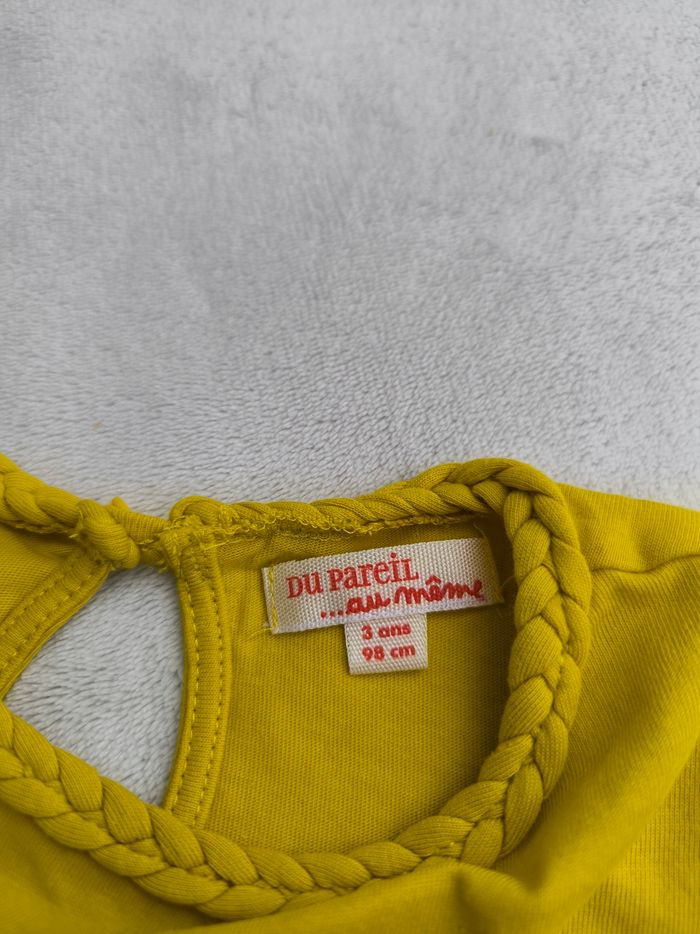 DU PAREIL
...au même
3 ans
98 cm